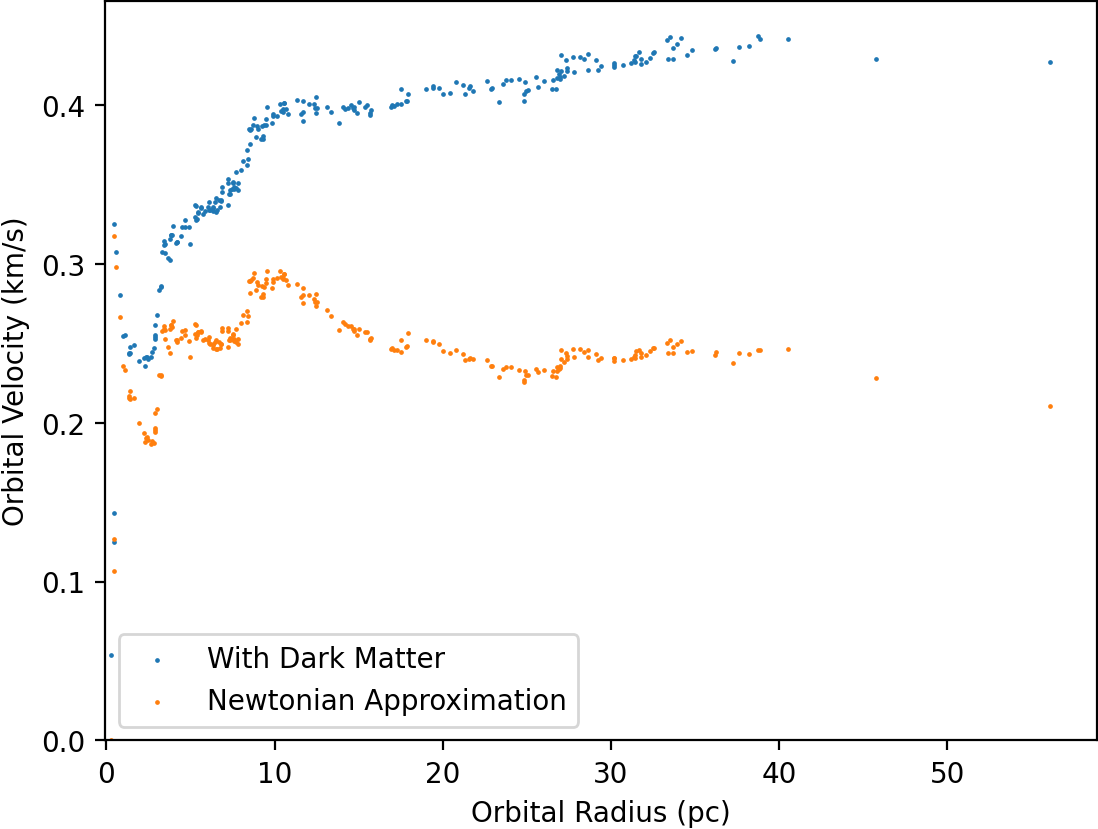 Orbital Velocity (km/s)
0.4
0.3
0.2
0.1
0.0
With Dark Matter
Newtonian Approximation
0 10 20 30 40 50
Orbital Radius (pc)